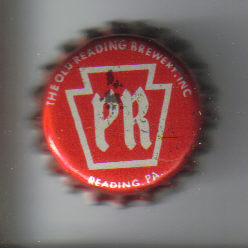 THE OLD READING BREWERY, INC
PR
READING, PA.